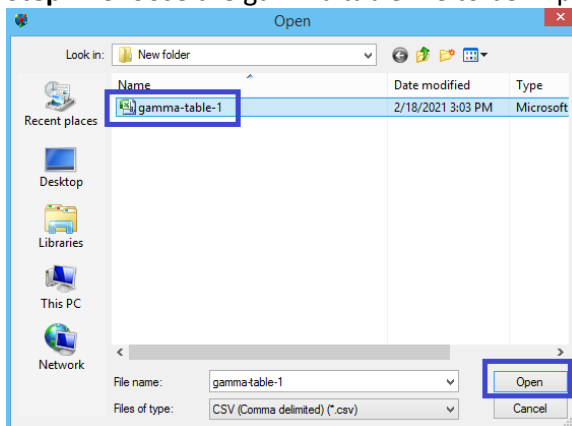 Open
Look in: New folder
Name Date modified Type
gamma-table-1 2/18/2021 3:03 PM Microsoft
Recent places
Desktop
Libraries
This PC
Network
File name: gamma-table-1 Open
Files of type: CSV (Comma delimited) (*.csv) Cancel